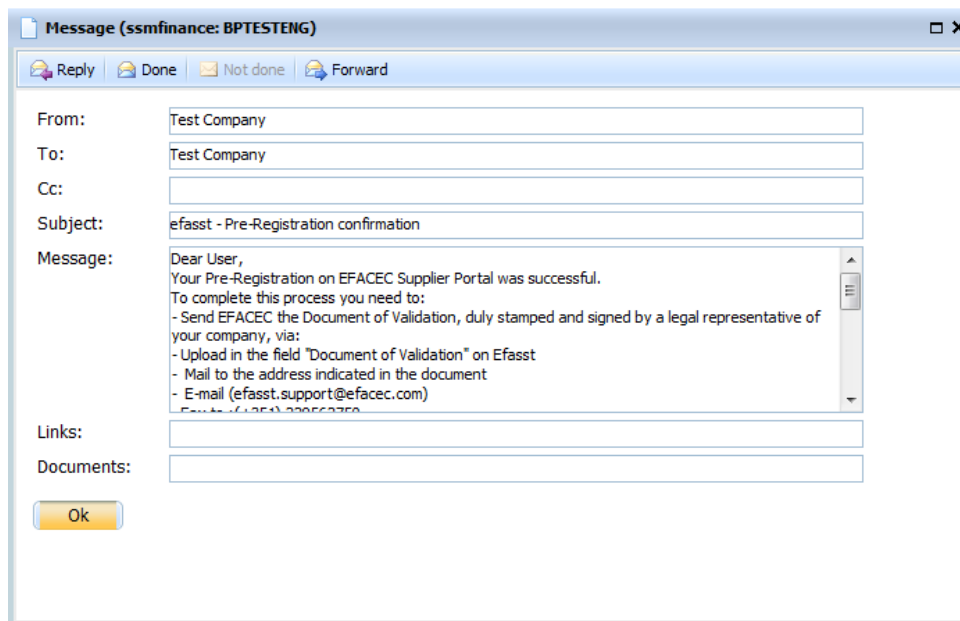 Message (ssmfinance: BPTESTENG)
Reply Done Not done Forward
From: Test Company
To: Test Company
Cc:
Subject: efasst - Pre-Registration confirmation
Message: Dear User,
Your Pre-Registration on EFACEC Supplier Portal was successful.
To complete this process you need to:
- Send EFACEC the Document of Validation, duly stamped and signed by a legal representative of
your company, via:
- Upload in the field "Document of Validation" on Efasst
- Mail to the address indicated in the document
- E-mail (efasst.support@efacec.com)
Links:
Documents:
Ok